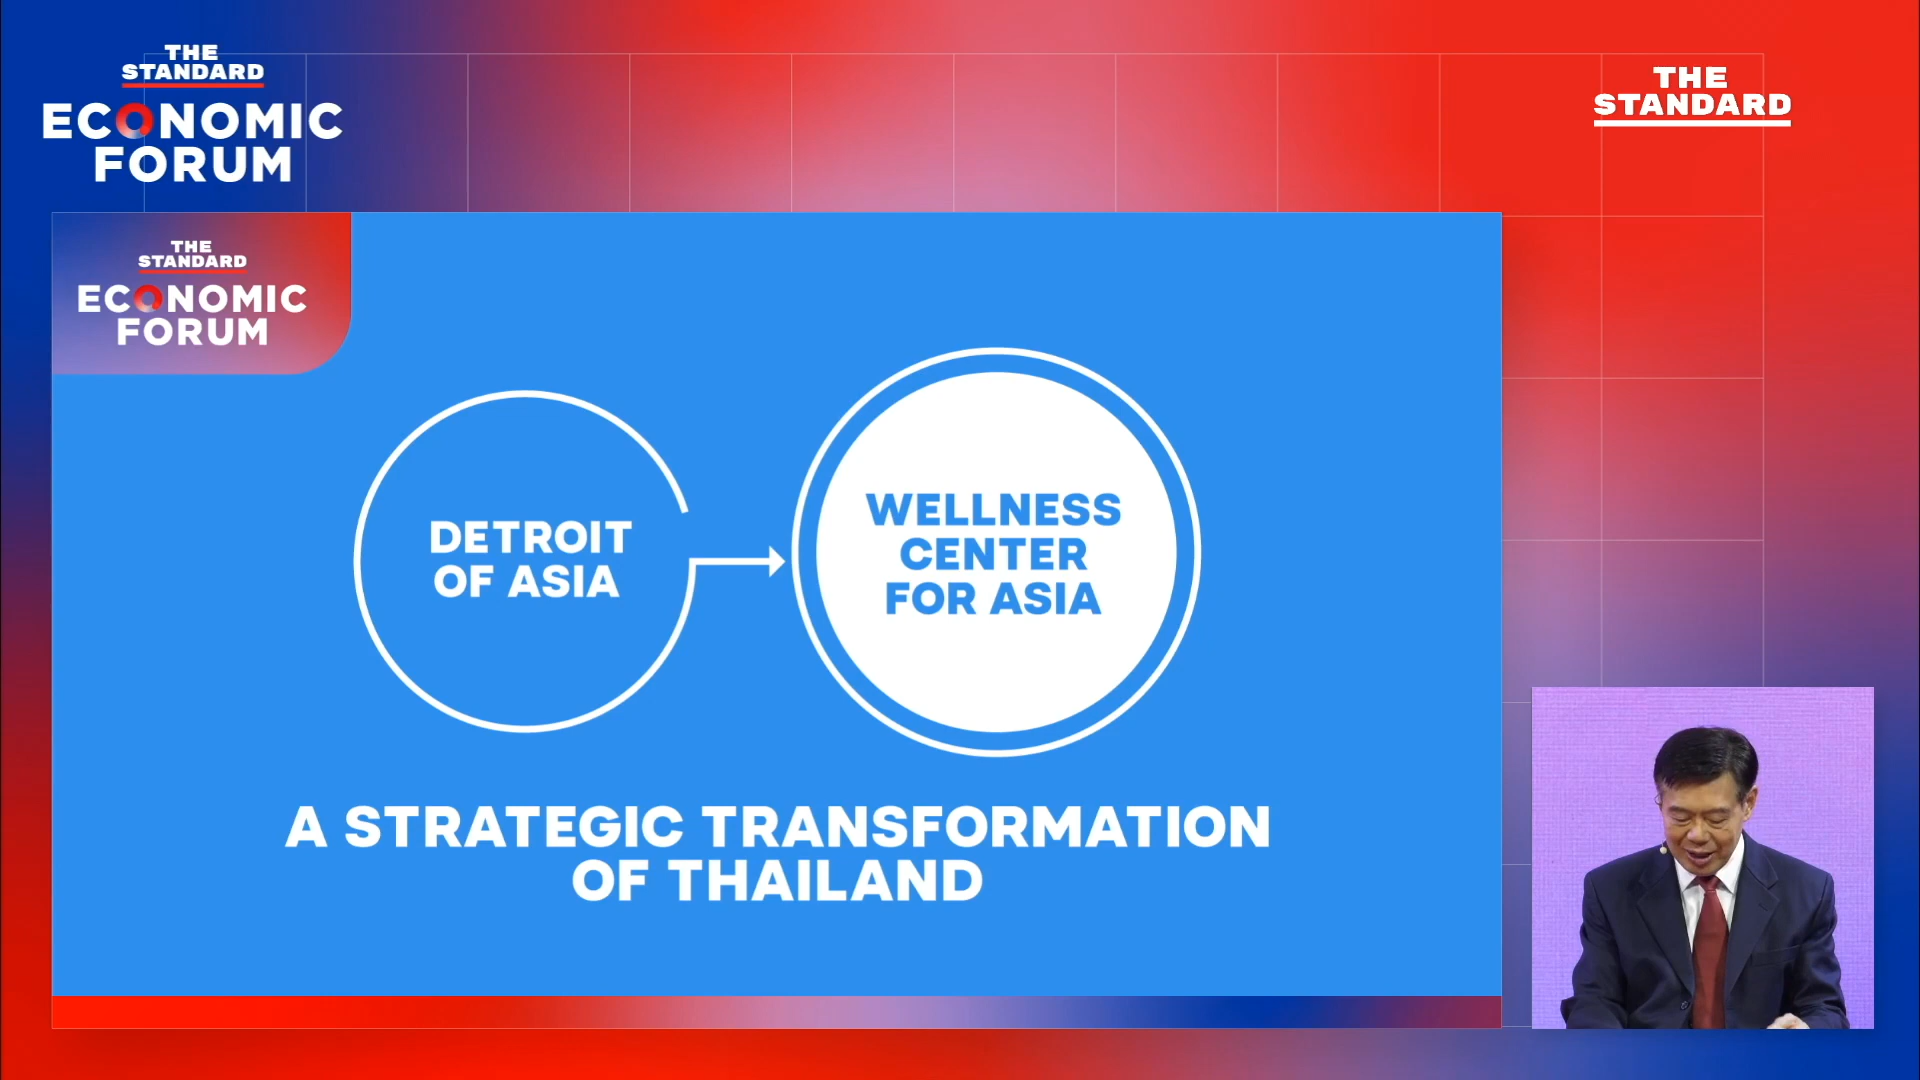 THE
STANDARD
ECONOMIC
FORUM
THE
STANDARD
THE
STANDARD
ECONOMIC
FORUM
DETROIT
OF ASIA
WELLNESS
CENTER
FOR ASIA
A STRATEGIC TRANSFORMATION
OF THAILAND